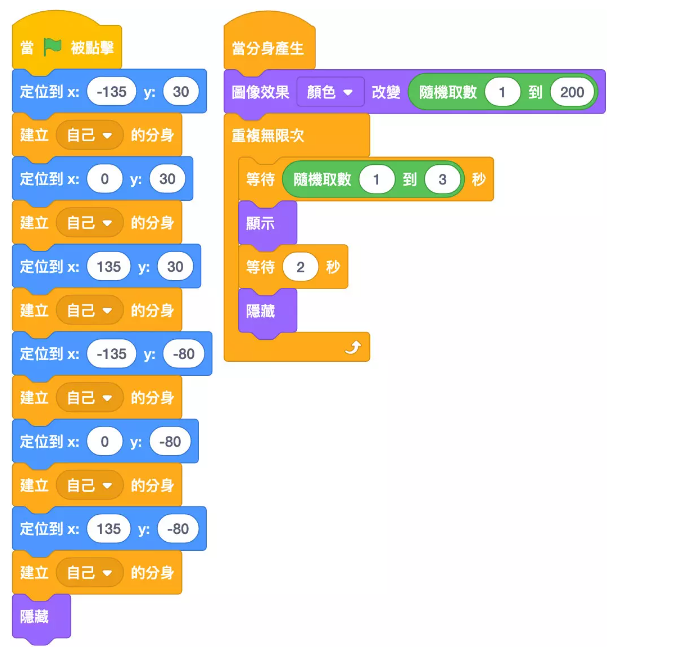 當 被點擊
定位到 x: -135 y: 30
建立 自己 的分身
定位到 x: 0 y: 30
建立 自己 的分身
定位到 x: 135 y: 30
建立 自己 的分身
定位到 x: -135 y: -80
建立 自己 的分身
定位到 x: 0 y: -80
建立 自己 的分身
定位到 x: 135 y: -80
建立 自己 的分身
隱藏
當分身產生
圖像效果 顏色 改變 隨機取數 1 到 200
重複無限次
等待 隨機取數 1 到 3 秒
顯示
等待 2 秒
隱藏